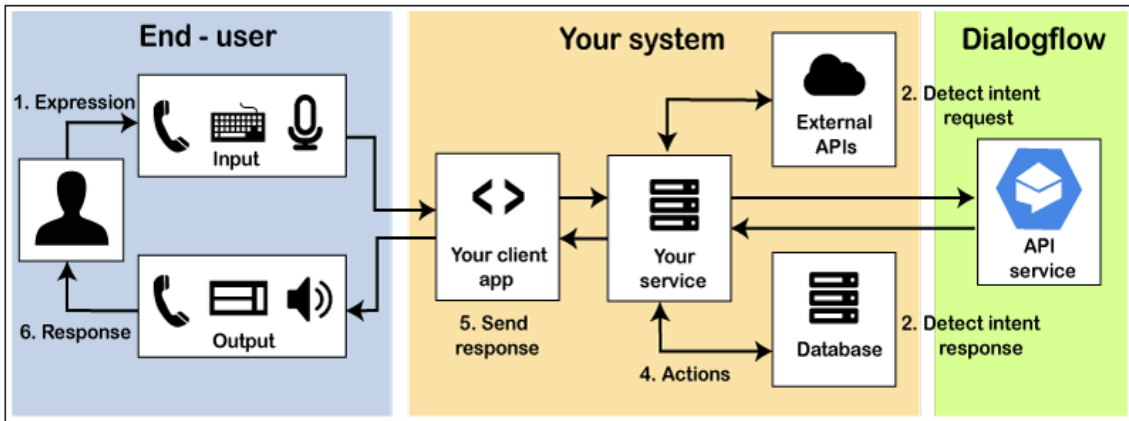 End - user
1. Expression
Input
6. Response
Output
Your system
Your client
app
5. Send
response
Your
service
External
APIs
4. Actions
Database
Dialogflow
2. Detect intent
request
API
service
2. Detect intent
response